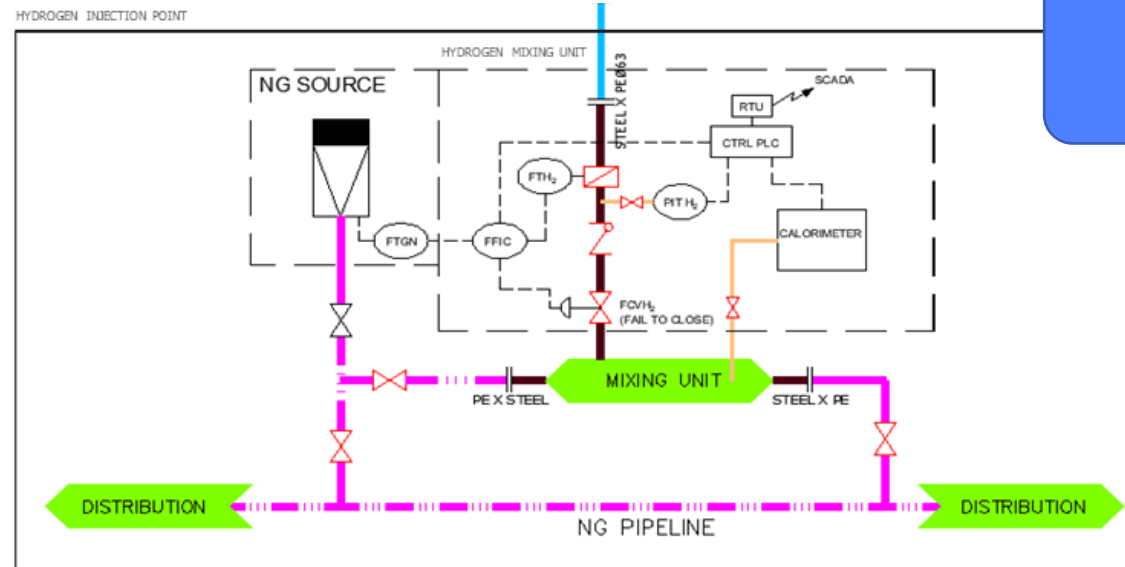 HYDROGEN INJECTION POINT
HYDROGEN MIXING UNIT
NG SOURCE
STEEL X PEØ63
SCADA
RTU
CTRL PLC
FTH₂
PIT H₂
FTGN
FFIC
CALORIMETER
FCVH₂
(FAIL TO CLOSE)
MIXING UNIT
PE X STEEL
STEEL X PE
DISTRIBUTION
DISTRIBUTION
NG PIPELINE